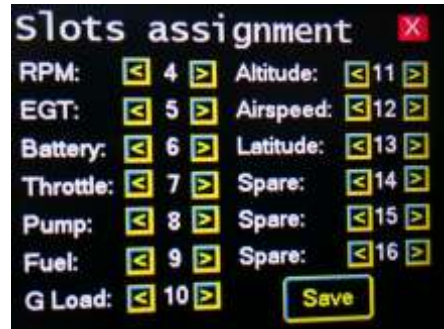 Slots assignment X
RPM: < 4 > Altitude: < 11 >
EGT: < 5 > Airspeed: < 12 >
Battery: < 6 > Latitude: < 13 >
Throttle: < 7 > Spare: < 14 >
Pump: < 8 > Spare: < 15 >
Fuel: < 9 > Spare: < 16 >
G Load: < 10 > Save